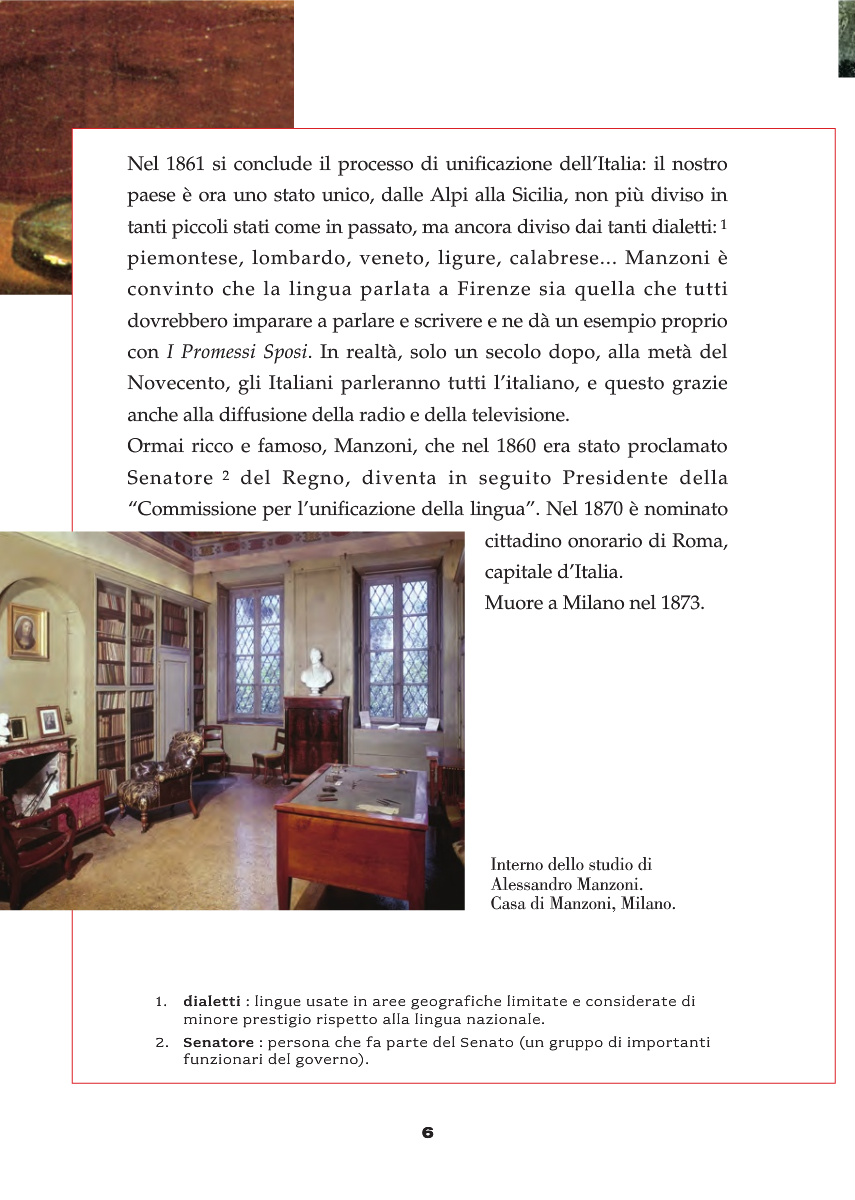 Nel 1861 si conclude il processo di unificazione dell'Italia: il nostro
paese è ora uno stato unico, dalle Alpi alla Sicilia, non più diviso in
tanti piccoli stati come in passato, ma ancora diviso dai tanti dialetti: 1
piemontese, lombardo, veneto, ligure, calabrese... Manzoni è
convinto che la lingua parlata a Firenze sia quella che tutti
dovrebbero imparare a parlare e scrivere e ne dà un esempio proprio
con I Promessi Sposi. In realtà, solo un secolo dopo, alla metà del
Novecento, gli Italiani parleranno tutti l'italiano, e questo grazie
anche alla diffusione della radio e della televisione.
Ormai ricco e famoso, Manzoni, che nel 1860 era stato proclamato
Senatore 2 del Regno, diventa in seguito Presidente della
“Commissione per l'unificazione della lingua”. Nel 1870 è nominato
cittadino onorario di Roma,
capitale d'Italia.
Muore a Milano nel 1873.
Interno dello studio di
Alessandro Manzoni.
Casa di Manzoni, Milano.
1. dialetti : lingue usate in aree geografiche limitate e considerate di
minore prestigio rispetto alla lingua nazionale.
2. Senatore : persona che fa parte del Senato (un gruppo di importanti
funzionari del governo).
6